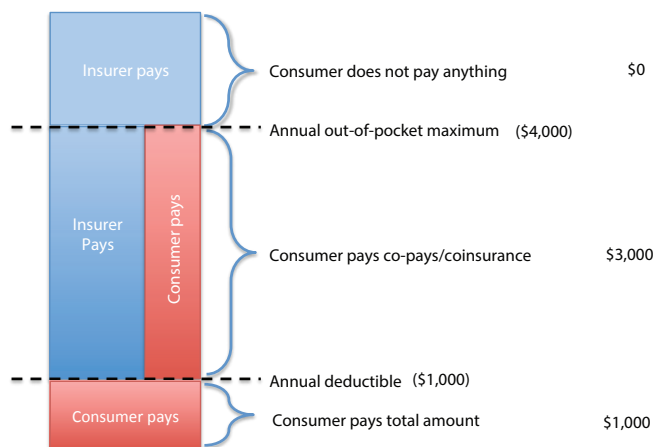 Insurer pays
Consumer does not pay anything $0
Annual out-of-pocket maximum ($4,000)
Insurer
Pays
Consumer pays
Consumer pays co-pays/coinsurance $3,000
Annual deductible ($1,000)
Consumer pays
Consumer pays total amount $1,000